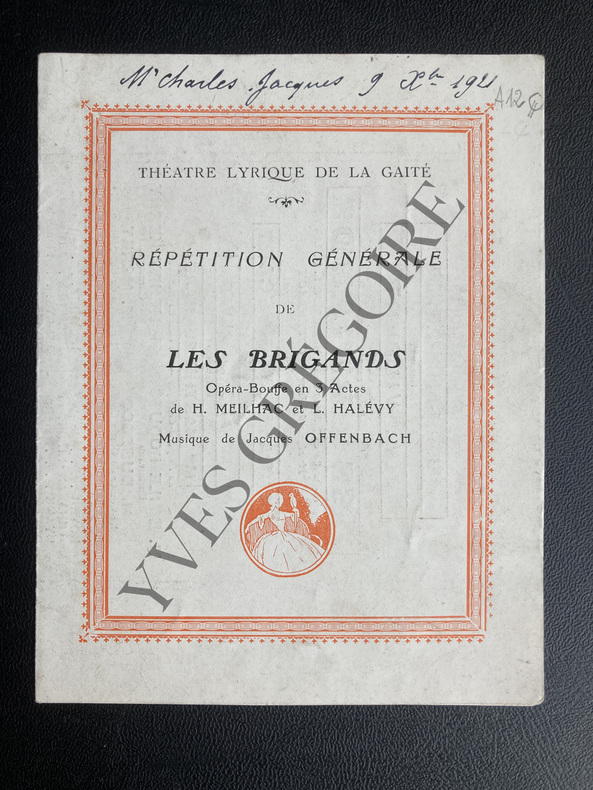 Mr Charles Jacques 9 Xbre 1921
A12
THÉATRE LYRIQUE DE LA GAITÉ
RÉPÉTITION GÉNÉRALE
DE
LES BRIGANDS
Opéra-Bouffe en 3 Actes
de H. MEILHAC et L. HALÉVY
Musique de Jacques OFFENBACH
YVES GRÉGOIRE